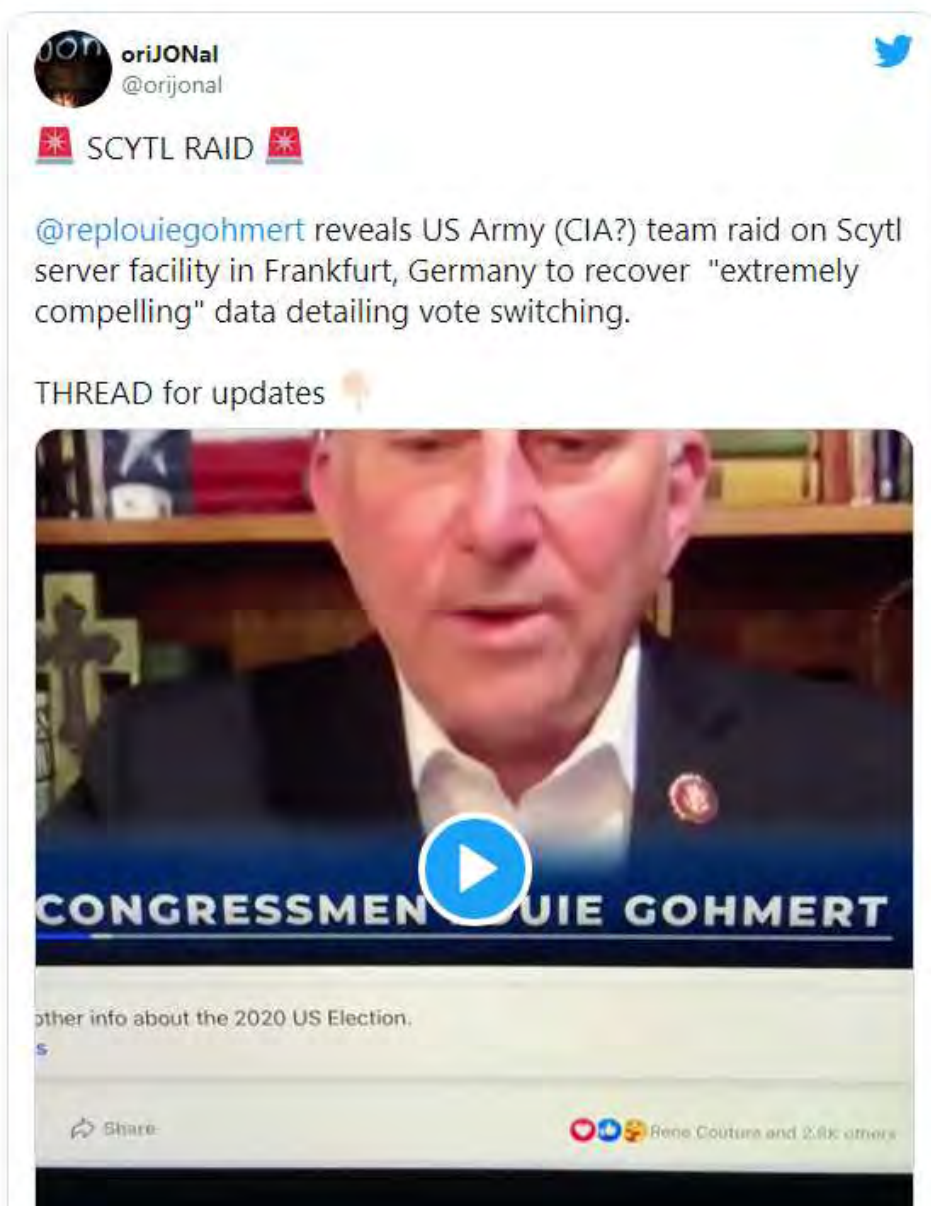 jon
oriJONal
@orijonal
🚨 SCYTL RAID 🚨
@replouiegohmert reveals US Army (CIA?) team raid on Scytl
server facility in Frankfurt, Germany to recover "extremely
compelling" data detailing vote switching.
THREAD for updates 👇🏻
CONGRESSMEN UIE GOHMERT
other info about the 2020 US Election.
s
Share
Rene Couture and 2.8K others